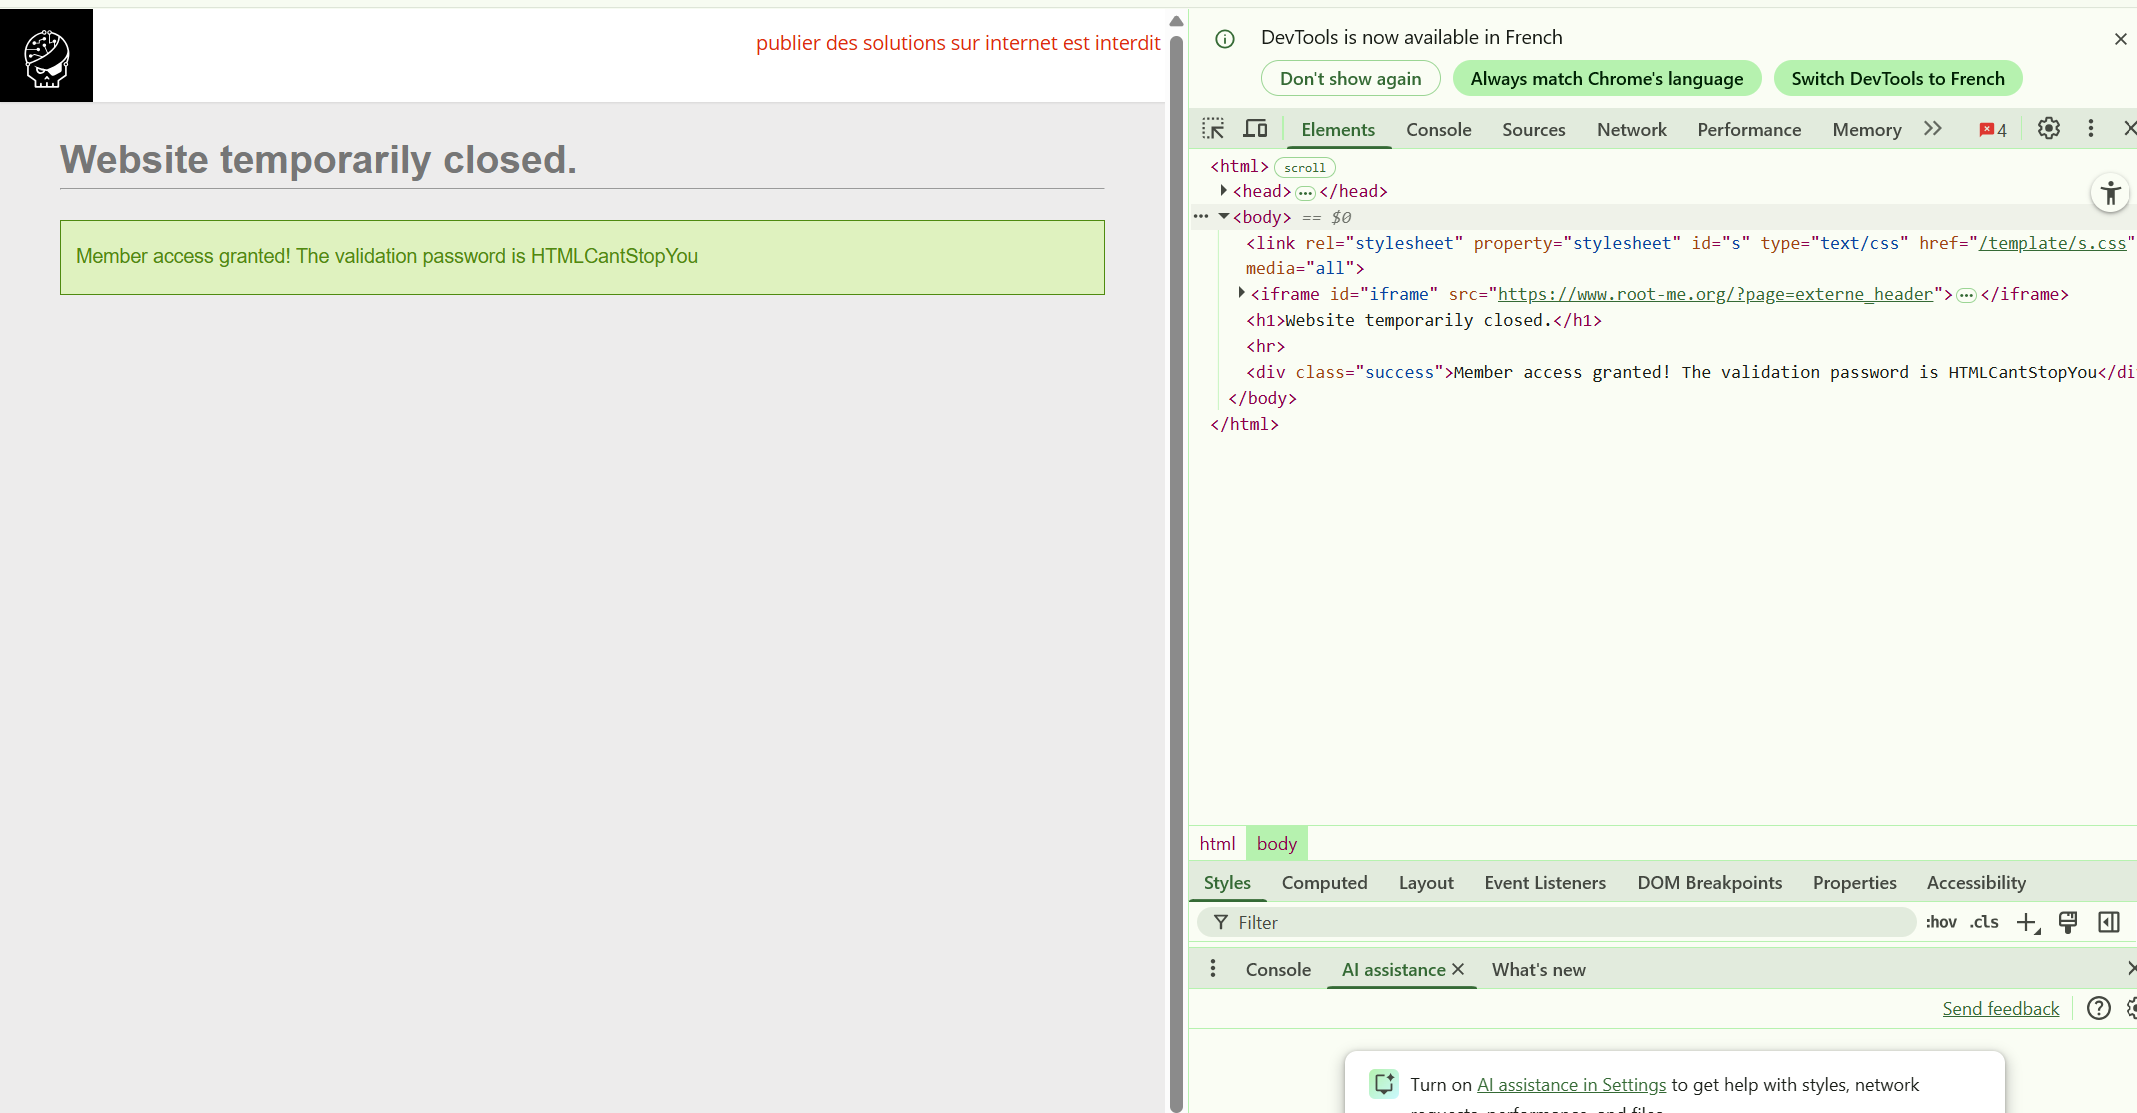 publier des solutions sur internet est interdit
Website temporarily closed.
Member access granted! The validation password is HTMLCantStopYou
DevTools is now available in French
Don't show again
Always match Chrome's language
Switch DevTools to French
Elements Console Sources Network Performance Memory 4
<html> scroll
<head> </head>
<body> == $0
<link rel="stylesheet" property="stylesheet" id="s" type="text/css" href="/template/s.css"
media="all">
<iframe id="iframe" src="https://www.root-me.org/?page=externe_header"> </iframe>
<h1>Website temporarily closed.</h1>
<hr>
<div class="success">Member access granted! The validation password is HTMLCantStopYou</di
</body>
</html>
html body
Styles Computed Layout Event Listeners DOM Breakpoints Properties Accessibility
Filter :hov .cls
Console AI assistance What's new
Send feedback
Turn on AI assistance in Settings to get help with styles, network